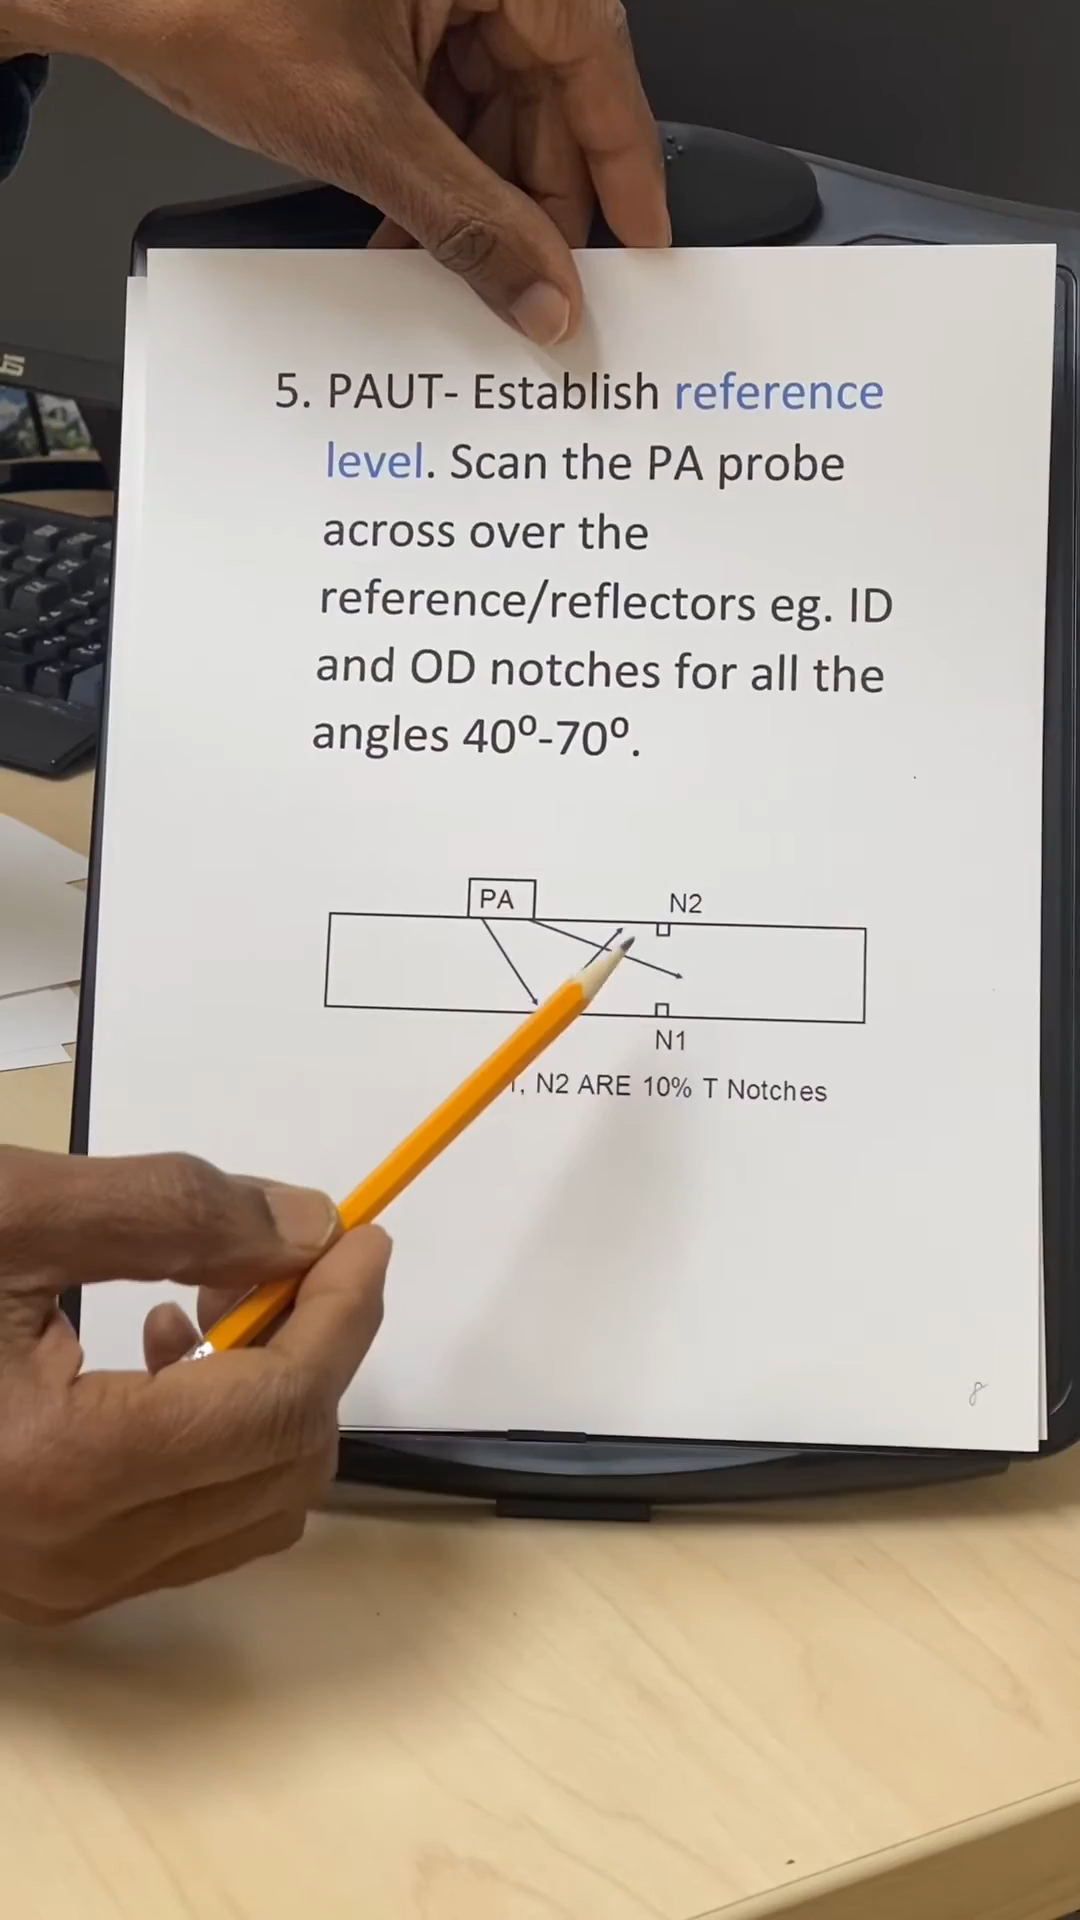 5. PAUT- Establish reference
level. Scan the PA probe
across over the
reference/reflectors eg. ID
and OD notches for all the
angles 40º-70º.
PA
N2
N1
, N2 ARE 10% T Notches
8